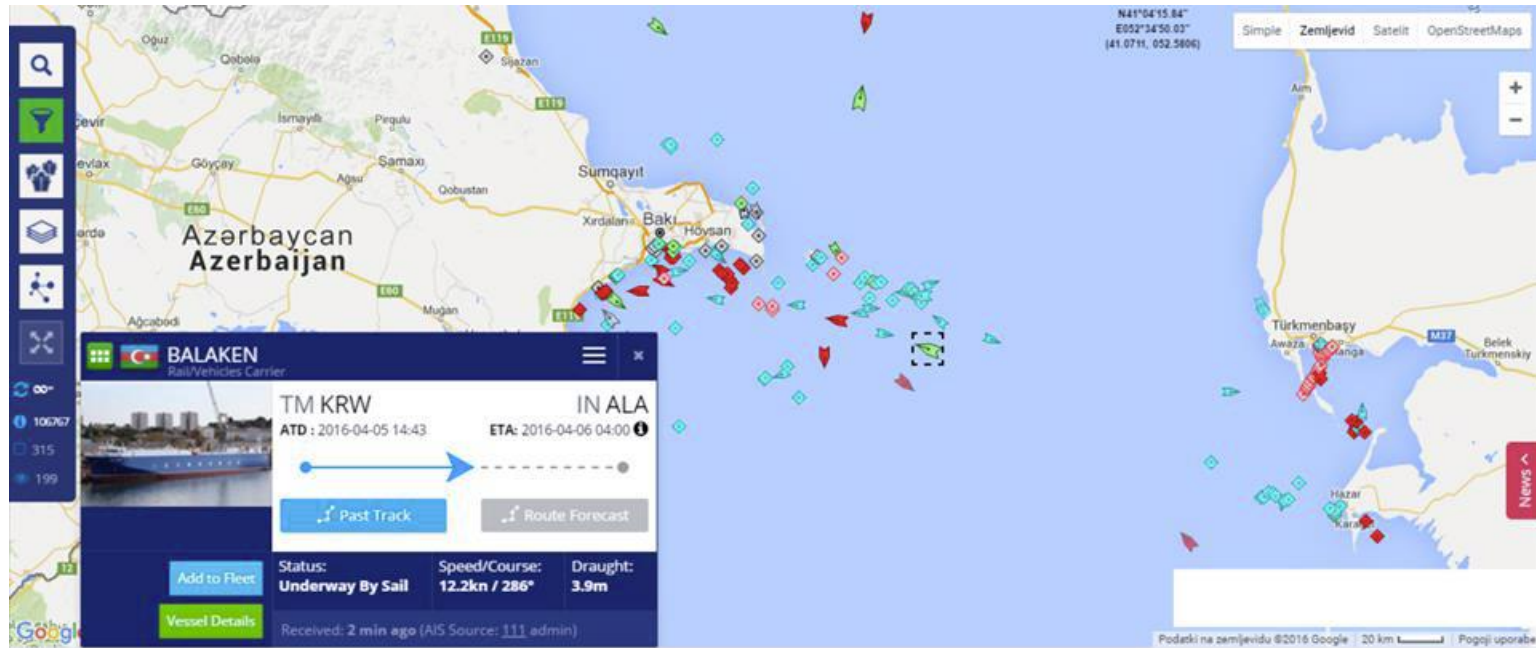 N41°04'15.84"
E052°34'50.03"
(41.0711, 052.5806)
Simple Zemljevid Satelit OpenStreetMaps
+
−
Oğuz
Qəbələ
E119
Siyəzən
E119
İsmayıllı
Pirqulu
Göyçay
Ağsu
Şamaxı
Qobustan
Sumqayıt
Xırdalan
Bakı
Hövsan
E60
Azərbaycan
Azerbaijan
E60
Muğan
Ağcabədi
Türkmenbaşy
Awaza
M37
Belek
Türkmenskiy
Hazar
BALAKEN
Rail/Vehicles Carrier
×
TM KRW
IN ALA
ATD : 2016-04-05 14:43
ETA: 2016-04-06 04:00
Past Track
Route Forecast
Add to Fleet
Vessel Details
Status:
Underway By Sail
Speed/Course:
12.2kn / 286°
Draught:
3.9m
Received: 2 min ago (AIS Source: 111 admin)
106767
315
199
News
12
Google
Podatki na zemljevidu ©2016 Google
20 km
Pogoji uporabe